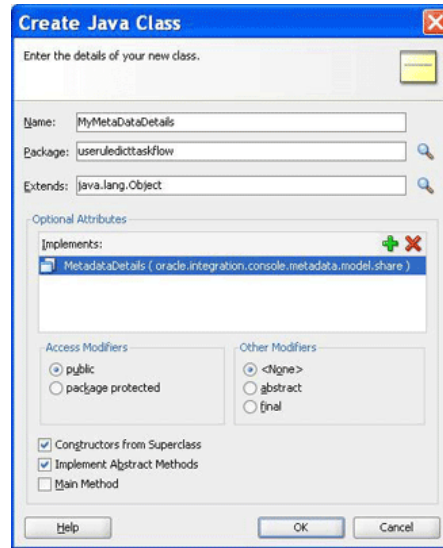 Create Java Class
Enter the details of your new class.
Name: MyMetaDataDetails
Package: useruledicttaskflow
Extends: java.lang.Object
Optional Attributes
Implements:
MetadataDetails ( oracle.integration.console.metadata.model.share )
Access Modifiers
public
package protected
Other Modifiers
<None>
abstract
final
Constructors from Superclass
Implement Abstract Methods
Main Method
Help OK Cancel